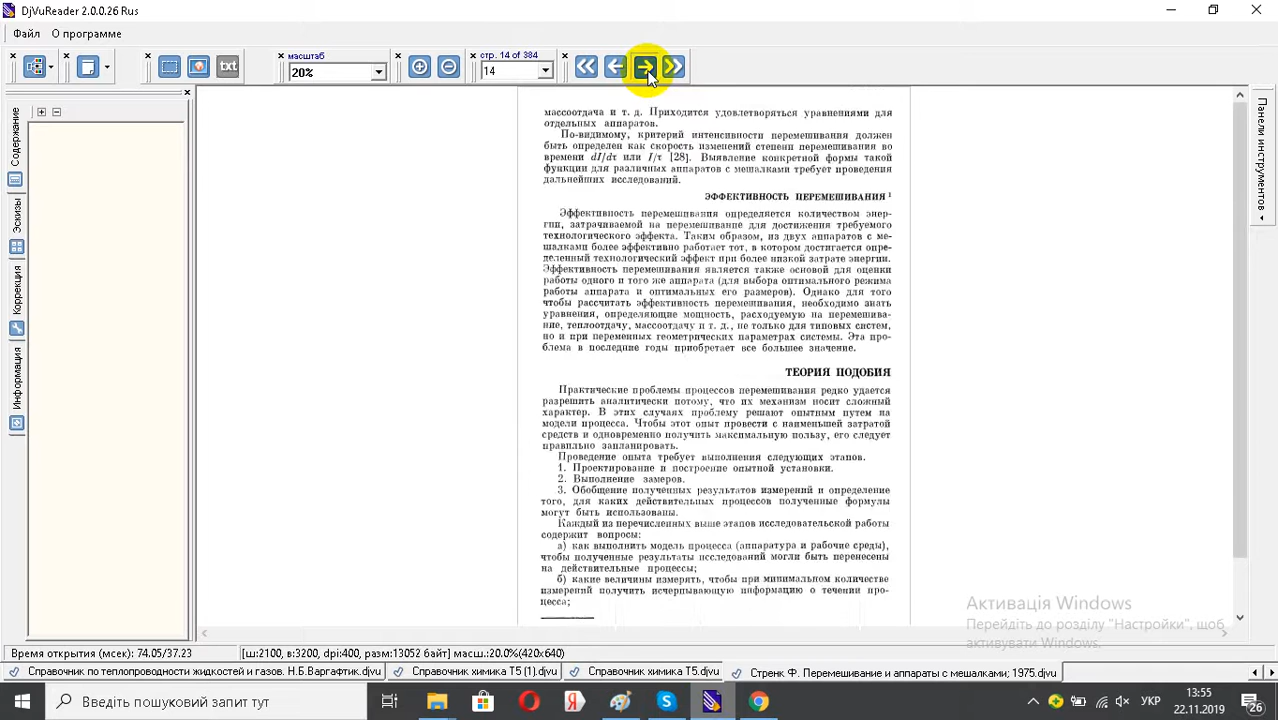 DjVuReader 2.0.0.26 Rus
Файл О программе
масштаб
20%
стр. 14 of 384
14
txt
Содержание
Эскизы
Коррекция
Информация
Панели инструментов
массоотдача и т. д. Приходится удовлетворяться уравнениями для
отдельных аппаратов.
По-видимому, критерий интенсивности перемешивания должен
быть определен как скорость изменений степени перемешивания во
времени dI/dτ или I/τ [28]. Выявление конкретной формы такой
функции для различных аппаратов с мешалками требует проведения
дальнейших исследований.
ЭФФЕКТИВНОСТЬ ПЕРЕМЕШИВАНИЯ ¹
Эффективность перемешивания определяется количеством энер-
гии, затрачиваемой на перемешивание для достижения требуемого
технологического эффекта. Таким образом, из двух аппаратов с ме-
шалками более эффективно работает тот, в котором достигается опре-
деленный технологический эффект при более низкой затрате энергии.
Эффективность перемешивания является также основой для оценки
работы одного и того же аппарата (для выбора оптимального режима
работы аппарата и оптимальных его размеров). Однако для того
чтобы рассчитать эффективность перемешивания, необходимо знать
уравнения, определяющие мощность, расходуемую на перемешива-
ние, теплоотдачу, массоотдачу и т. д., не только для типовых систем,
но и при переменных геометрических параметрах системы. Эта про-
блема в последние годы приобретает все большее значение.
ТЕОРИЯ ПОДОБИЯ
Практические проблемы процессов перемешивания редко удается
разрешить аналитически потому, что их механизм носит сложный
характер. В этих случаях проблему решают опытным путем на
модели процесса. Чтобы этот опыт провести с наименьшей затратой
средств и одновременно получить максимальную пользу, его следует
правильно запланировать.
Проведение опыта требует выполнения следующих этапов.
1. Проектирование и построение опытной установки.
2. Выполнение замеров.
3. Обобщение полученных результатов измерений и определение
того, для каких действительных процессов полученные формулы
могут быть использованы.
Каждый из перечисленных выше этапов исследовательской работы
содержит вопросы:
а) как выполнить модель процесса (аппаратура и рабочие среды),
чтобы полученные результаты исследований могли быть перенесены
на действительные процессы;
б) какие величины измерять, чтобы при минимальном количестве
измерений получить исчерпывающую информацию о течении про-
цесса;
Активація Windows
Перейдіть до розділу "Настройки", щоб
активувати Windows.
Время открытия (мсек): 74.05/37.23 [ш:2100, в:3200, dpi:400, разм:13052 байт] масш.:20.0%(420x640)
Справочник по теплопроводности жидкостей и газов. Н.Б.Варгафтик.djvu Справочник химика Т5 (1).djvu Справочник химика Т5.djvu Стренк Ф. Перемешивание и аппараты с мешалками; 1975.djvu
Введіть пошуковий запит тут
УКР
13:55
22.11.2019
26